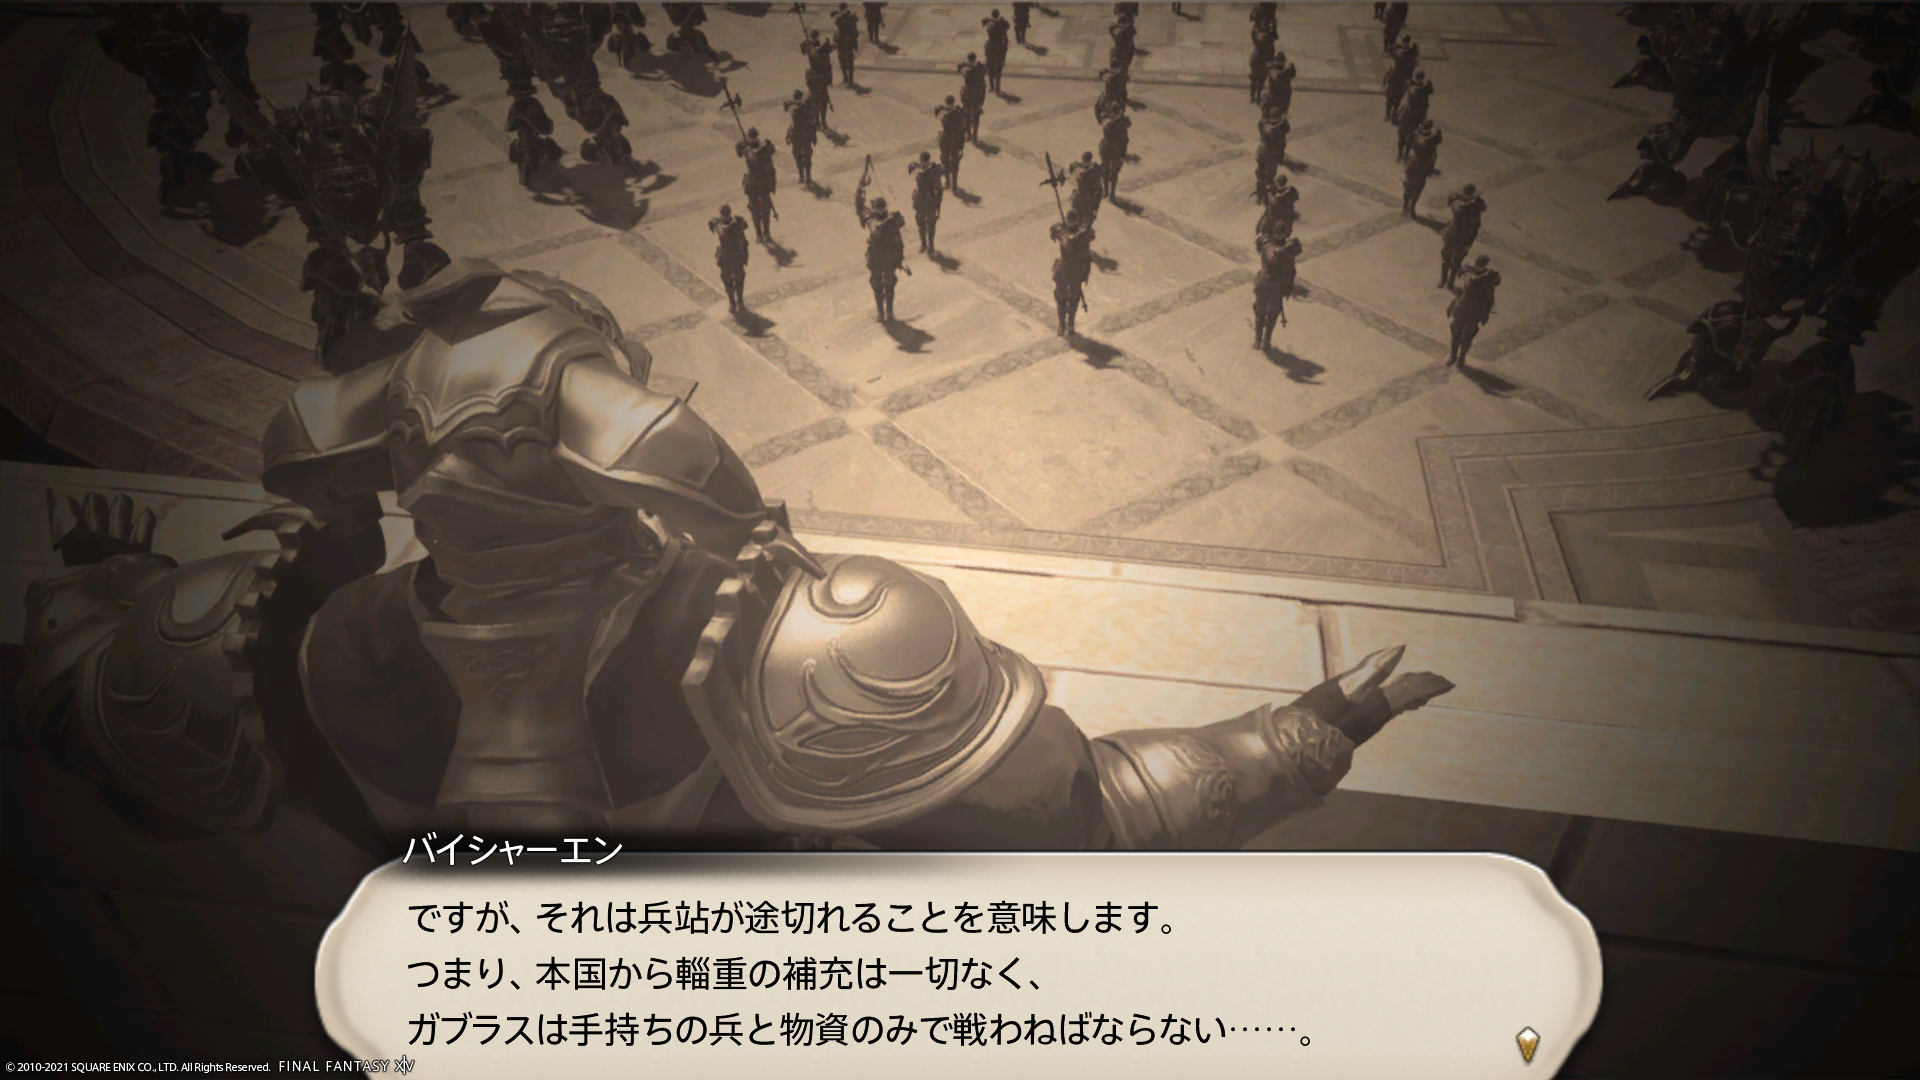 バイシャーエン
ですが、それは兵站が途切れることを意味します。
つまり、本国から輜重の補充は一切なく、
ガブラスは手持ちの兵と物資のみで戦わねばならない……。
© 2010-2021 SQUARE ENIX CO., LTD. All Rights Reserved. FINAL FANTASY XIV